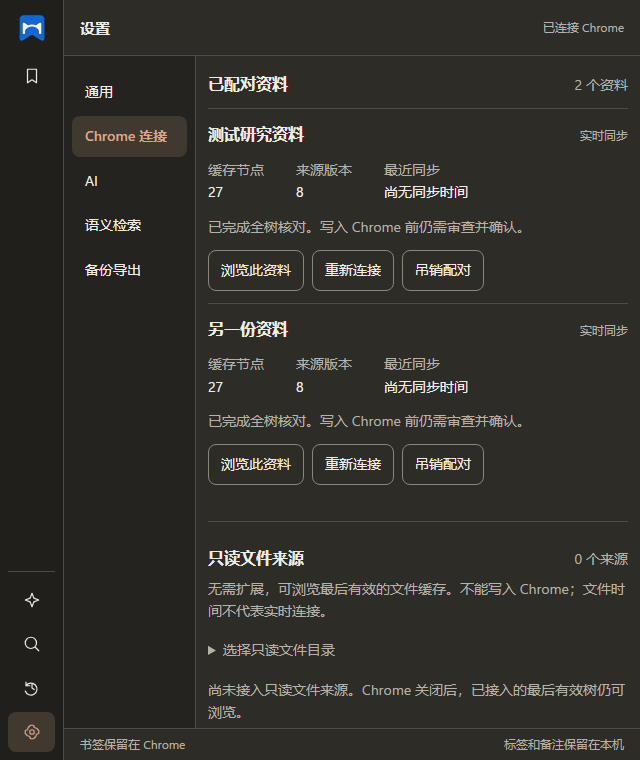 设置
已连接 Chrome
通用
Chrome 连接
AI
语义检索
备份导出
已配对资料
2 个资料
测试研究资料
实时同步
缓存节点 来源版本 最近同步
27 8 尚无同步时间
已完成全树核对。写入 Chrome 前仍需审查并确认。
浏览此资料 重新连接 吊销配对
另一份资料
实时同步
缓存节点 来源版本 最近同步
27 8 尚无同步时间
已完成全树核对。写入 Chrome 前仍需审查并确认。
浏览此资料 重新连接 吊销配对
只读文件来源
0 个来源
无需扩展，可浏览最后有效的文件缓存。不能写入 Chrome；文件时
间不代表实时连接。
选择只读文件目录
尚未接入只读文件来源。Chrome 关闭后，已接入的最后有效树仍可
浏览。
书签保留在 Chrome
标签和备注保留在本机